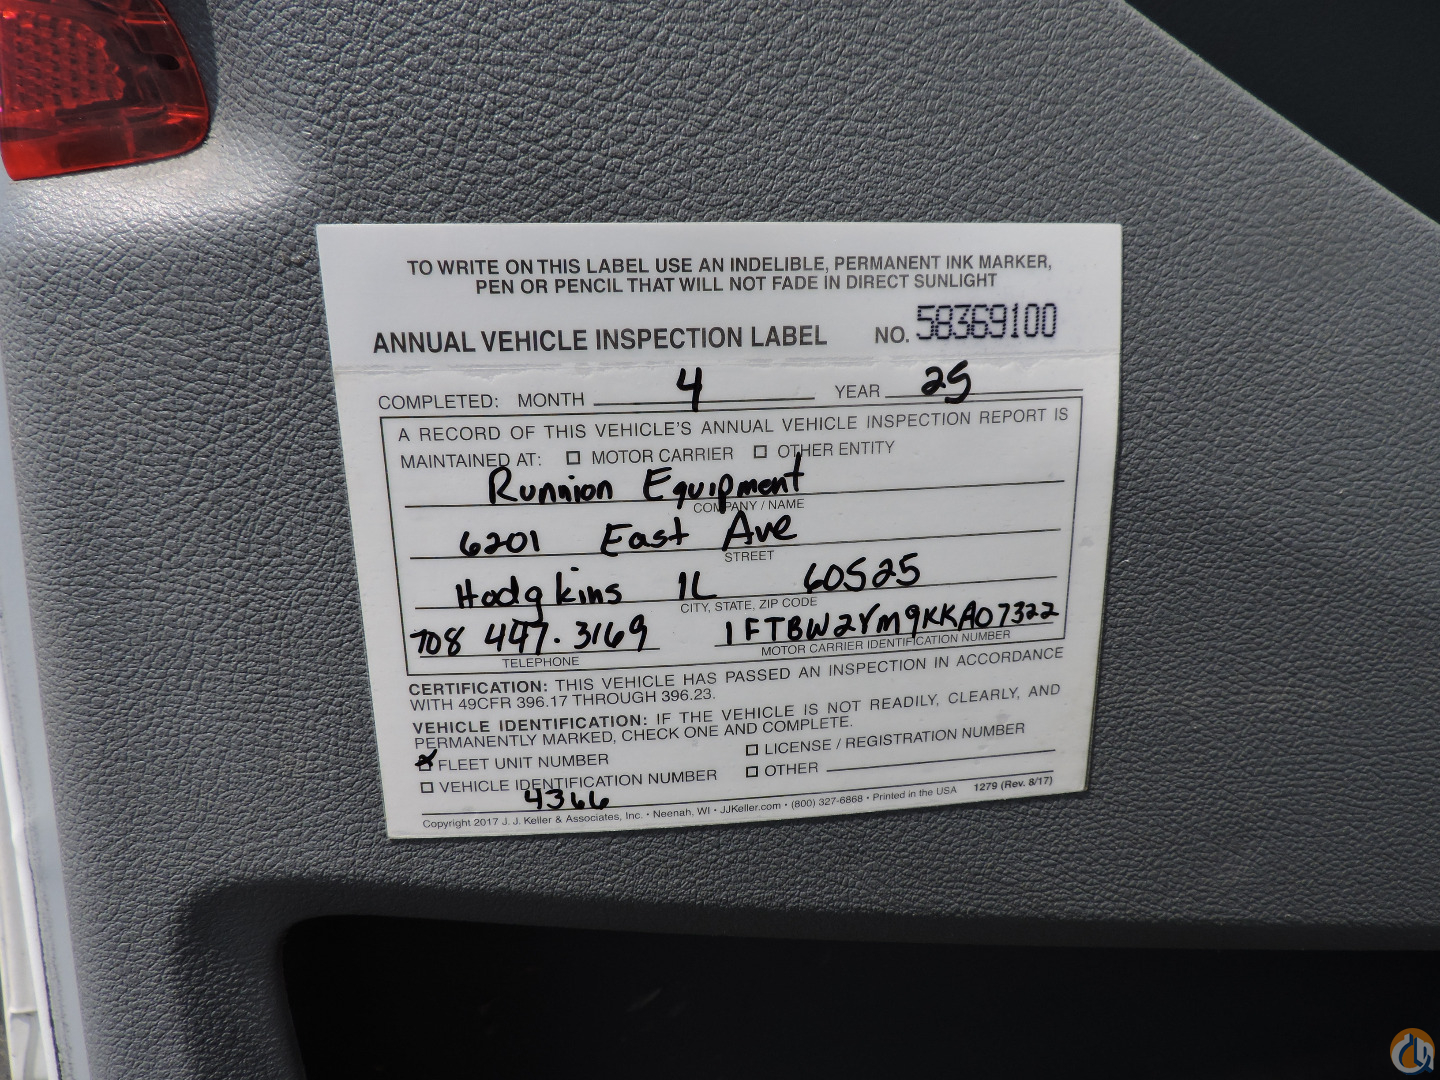 TO WRITE ON THIS LABEL USE AN INDELIBLE, PERMANENT INK MARKER,
PEN OR PENCIL THAT WILL NOT FADE IN DIRECT SUNLIGHT
ANNUAL VEHICLE INSPECTION LABEL NO. 58369100
COMPLETED: MONTH 4 YEAR 25
A RECORD OF THIS VEHICLE'S ANNUAL VEHICLE INSPECTION REPORT IS
MAINTAINED AT: ☐ MOTOR CARRIER ☐ OTHER ENTITY
Runnion Equipment
COMPANY / NAME
6201 East Ave
STREET
Hodgkins IL 60525
CITY, STATE, ZIP CODE
708 447.3169 1FTBW2YM9KKA07322
TELEPHONE MOTOR CARRIER IDENTIFICATION NUMBER
CERTIFICATION: THIS VEHICLE HAS PASSED AN INSPECTION IN ACCORDANCE
WITH 49CFR 396.17 THROUGH 396.23.
VEHICLE IDENTIFICATION: IF THE VEHICLE IS NOT READILY, CLEARLY, AND
PERMANENTLY MARKED, CHECK ONE AND COMPLETE.
☒ FLEET UNIT NUMBER ☐ LICENSE / REGISTRATION NUMBER
☐ VEHICLE IDENTIFICATION NUMBER ☐ OTHER
4366
Copyright 2017 J. J. Keller & Associates, Inc. • Neenah, WI • JJKeller.com • (800) 327-6868 • Printed in the USA 1279 (Rev. 8/17)